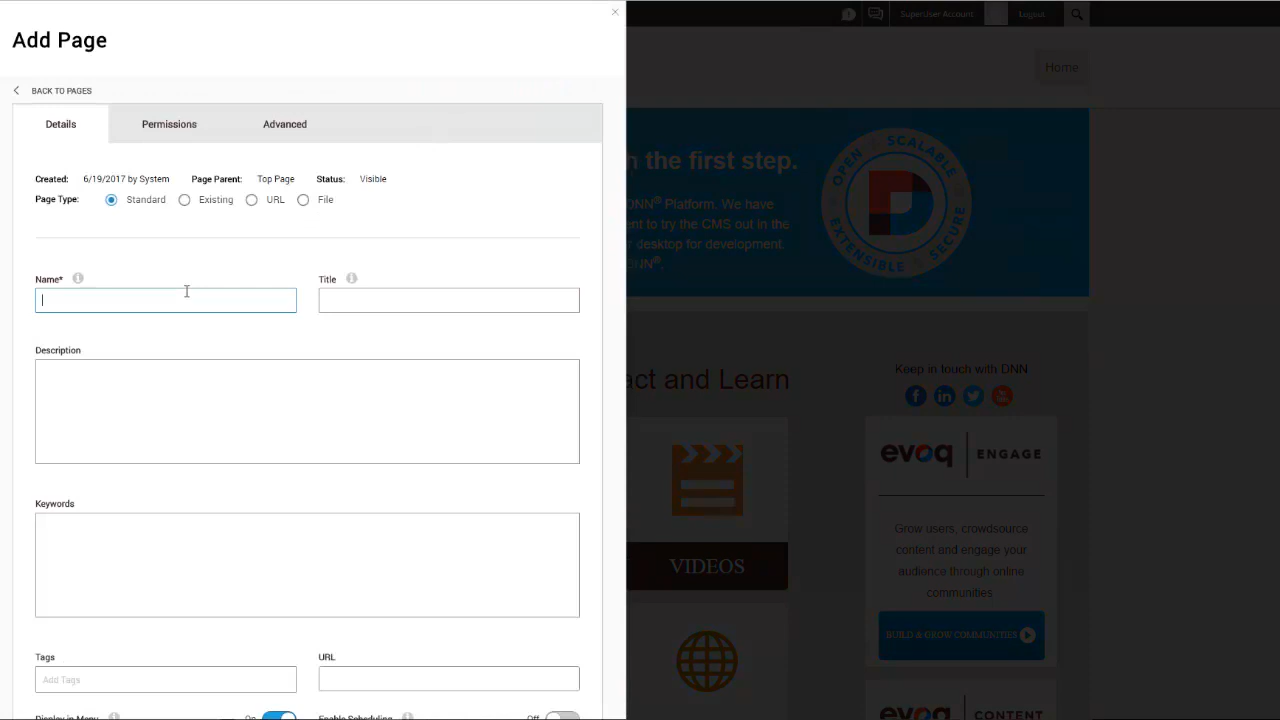 SuperUser Account
Logout
Add Page
Home
BACK TO PAGES
Details
Permissions
Advanced
Created: 6/19/2017 by System Page Parent: Top Page Status: Visible
Page Type: Standard Existing URL File
Name*
Title
Description
Keywords
Tags
URL
Add Tags
Display in Menu
On
Enable Scheduling
Off
h the first step.
DNN® Platform. We have
ent to try the CMS out in the
r desktop for development.
DNN®.
OPEN SCALABLE
EXTENSIBLE SECURE
act and Learn
VIDEOS
Keep in touch with DNN
evoq ENGAGE
Grow users, crowdsource
content and engage your
audience through online
communities
BUILD & GROW COMMUNITIES
evoq CONTENT